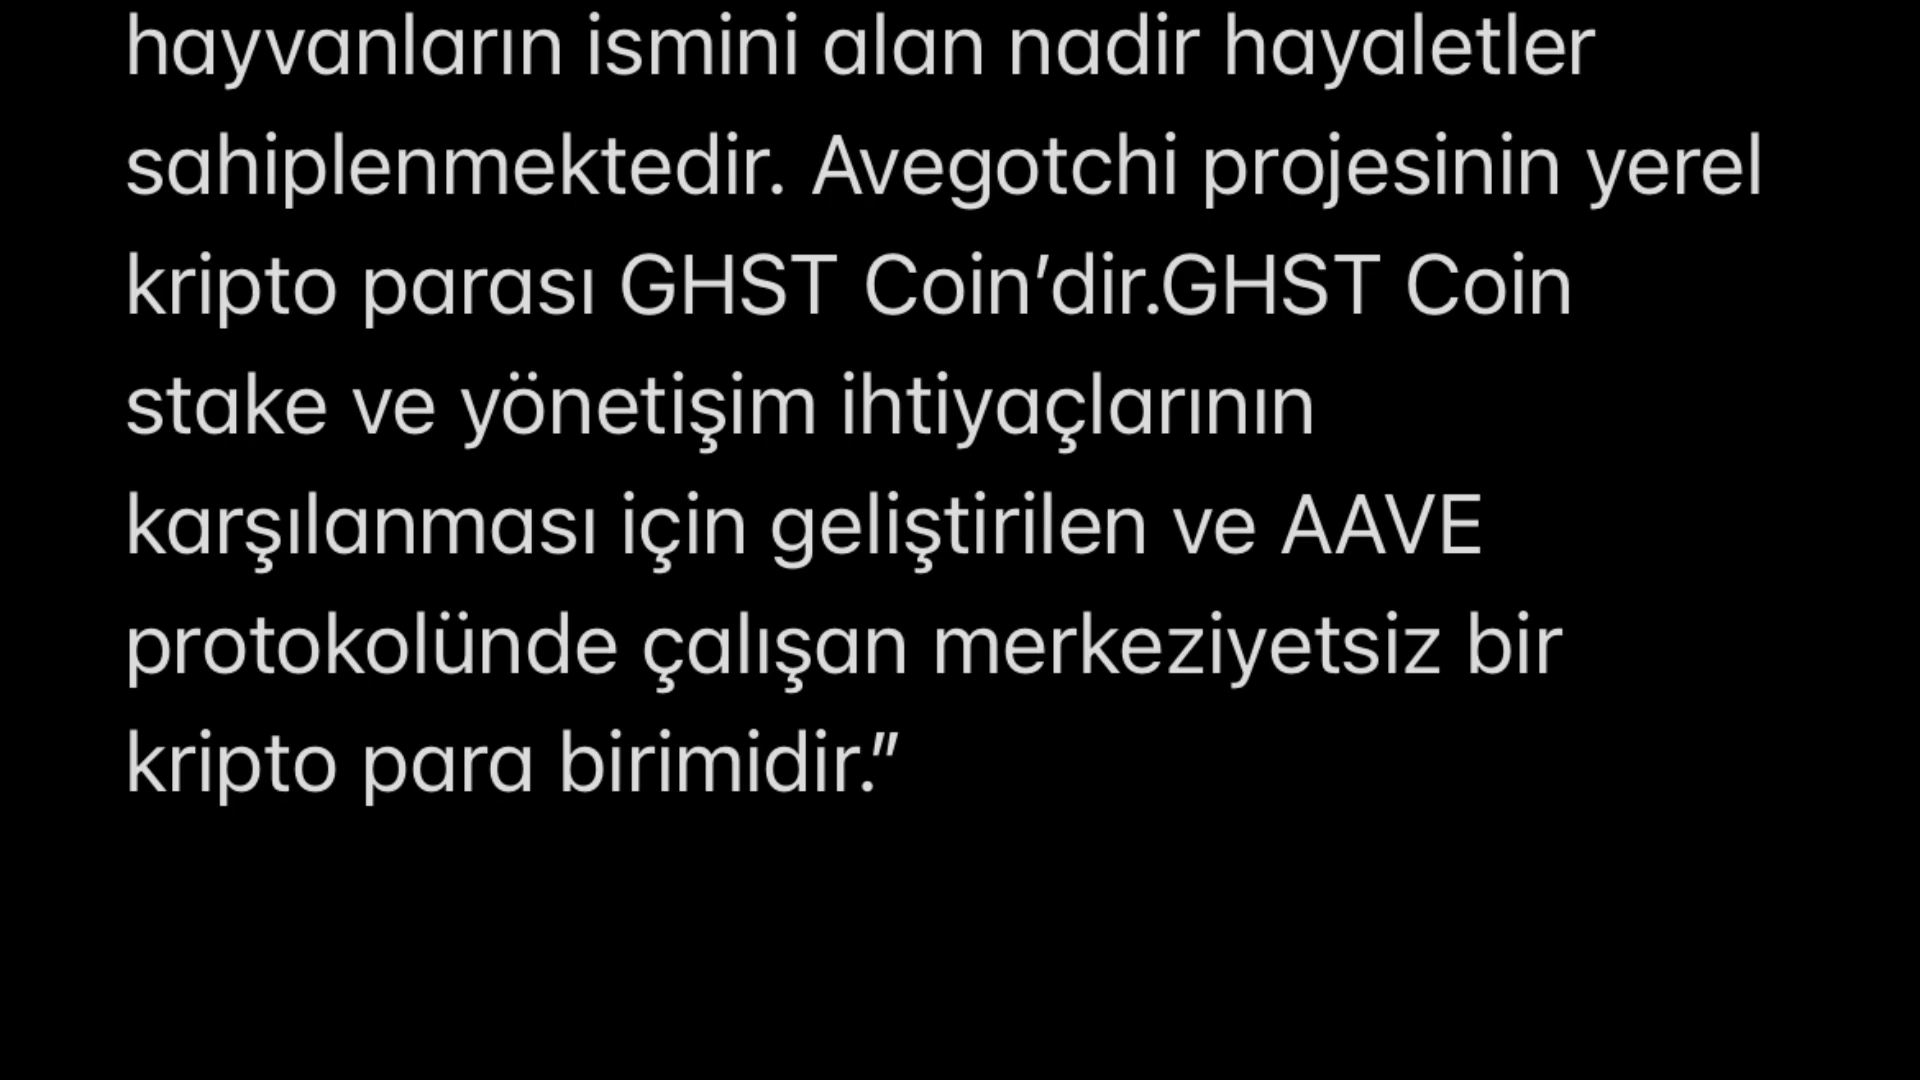 hayvanların ismini alan nadir hayaletler
sahiplenmektedir. Avegotchi projesinin yerel
kripto parası GHST Coin’dir.GHST Coin
stake ve yönetişim ihtiyaçlarının
karşılanması için geliştirilen ve AAVE
protokolünde çalışan merkeziyetsiz bir
kripto para birimidir.”